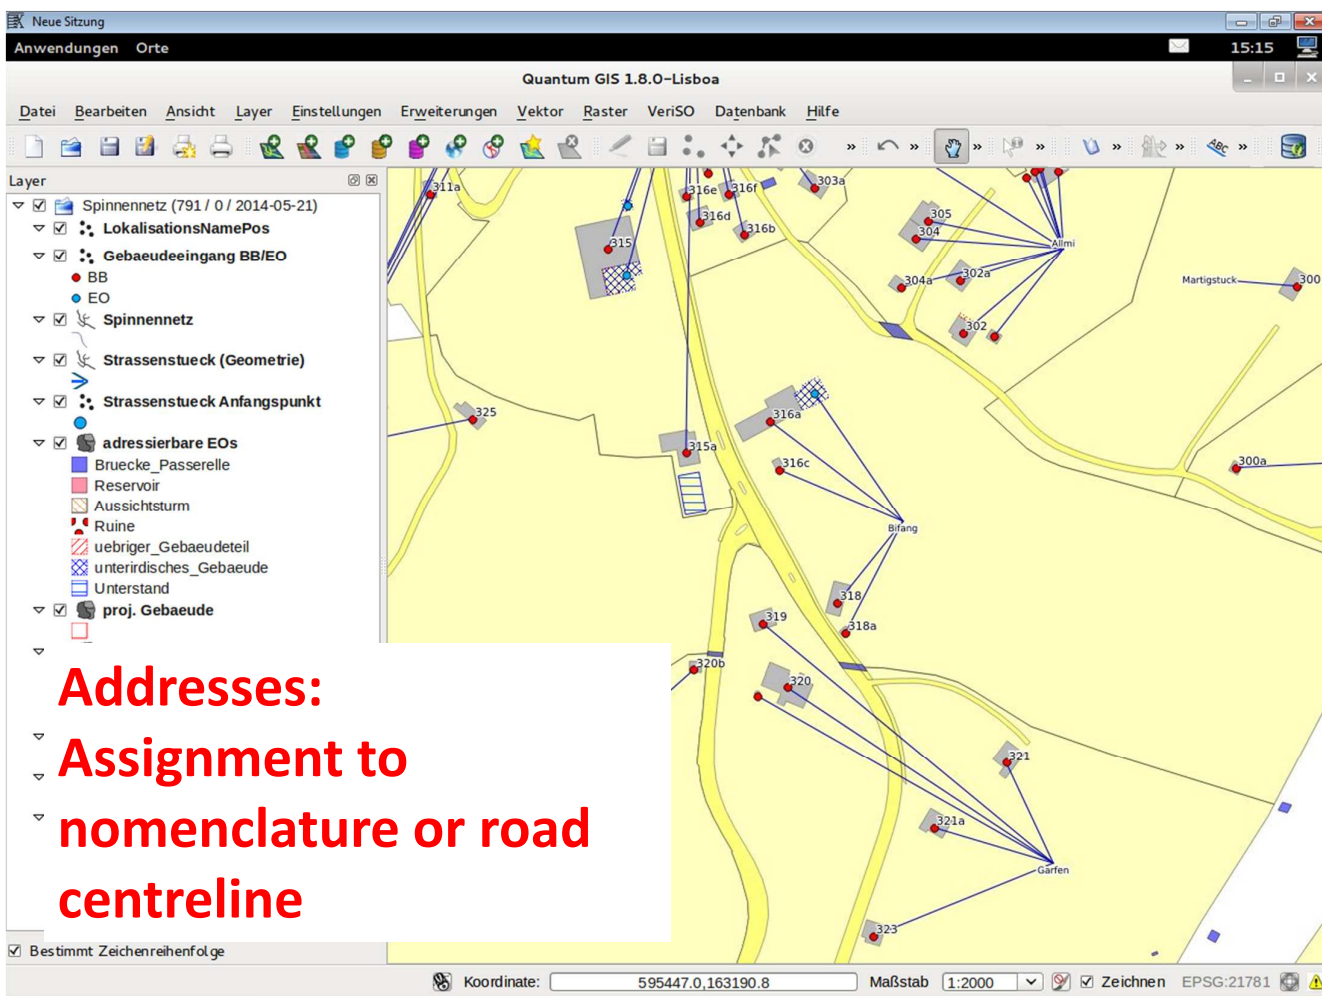 Neue Sitzung
Anwendungen Orte 15:15
Quantum GIS 1.8.0-Lisboa
Datei Bearbeiten Ansicht Layer Einstellungen Erweiterungen Vektor Raster VeriSO Datenbank Hilfe
ABC
Layer
Spinnennetz (791 / 0 / 2014-05-21)
LokalisationsNamePos
Gebaeudeeingang BB/EO
BB
EO
Spinnennetz
Strassenstueck (Geometrie)
Strassenstueck Anfangspunkt
adressierbare EOs
Bruecke_Passerelle
Reservoir
Aussichtsturm
Ruine
uebriger_Gebaeudeteil
unterirdisches_Gebaeude
Unterstand
proj. Gebaeude
311a
316e
316f
303a
316d
316b
315
305
304
Allmi
304a
302a
Martigstuck
300
302
325
316a
315a
316c
300a
Bifang
318
318a
319
320b
320
321
321a
Garfen
323
Addresses:
Assignment to
nomenclature or road
centreline
Bestimmt Zeichenreihenfolge
Koordinate: 595447.0,163190.8 Maßstab 1:2000 Zeichnen EPSG:21781